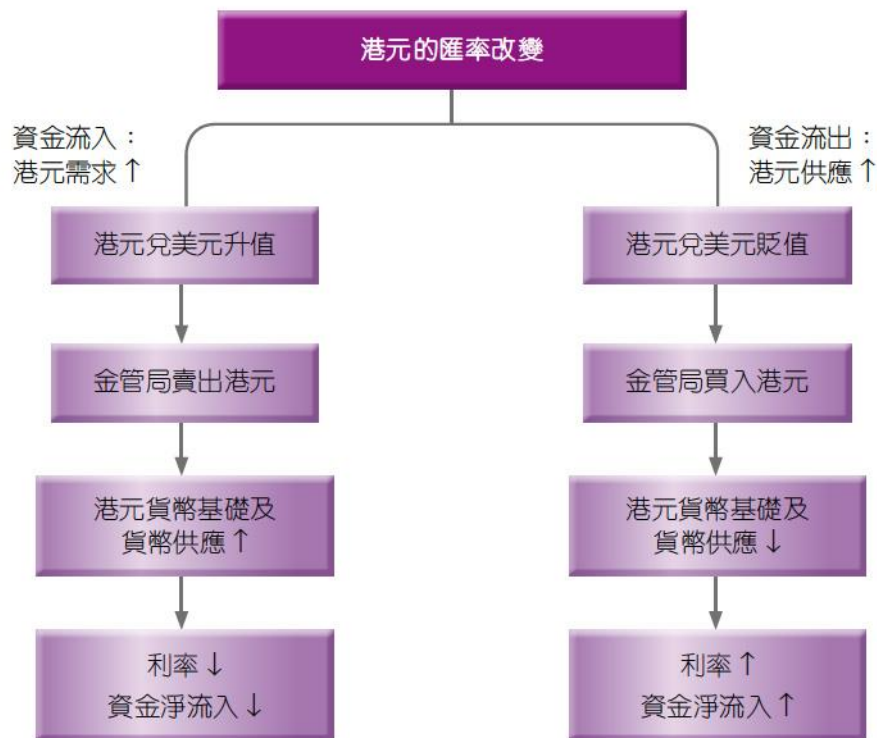 港元的匯率改變
資金流入：
港元需求↑
資金流出：
港元供應↑
港元兌美元升值
港元兌美元貶值
金管局賣出港元
金管局買入港元
港元貨幣基礎及
貨幣供應↑
港元貨幣基礎及
貨幣供應↓
利率↓
資金淨流入↓
利率↑
資金淨流入↑